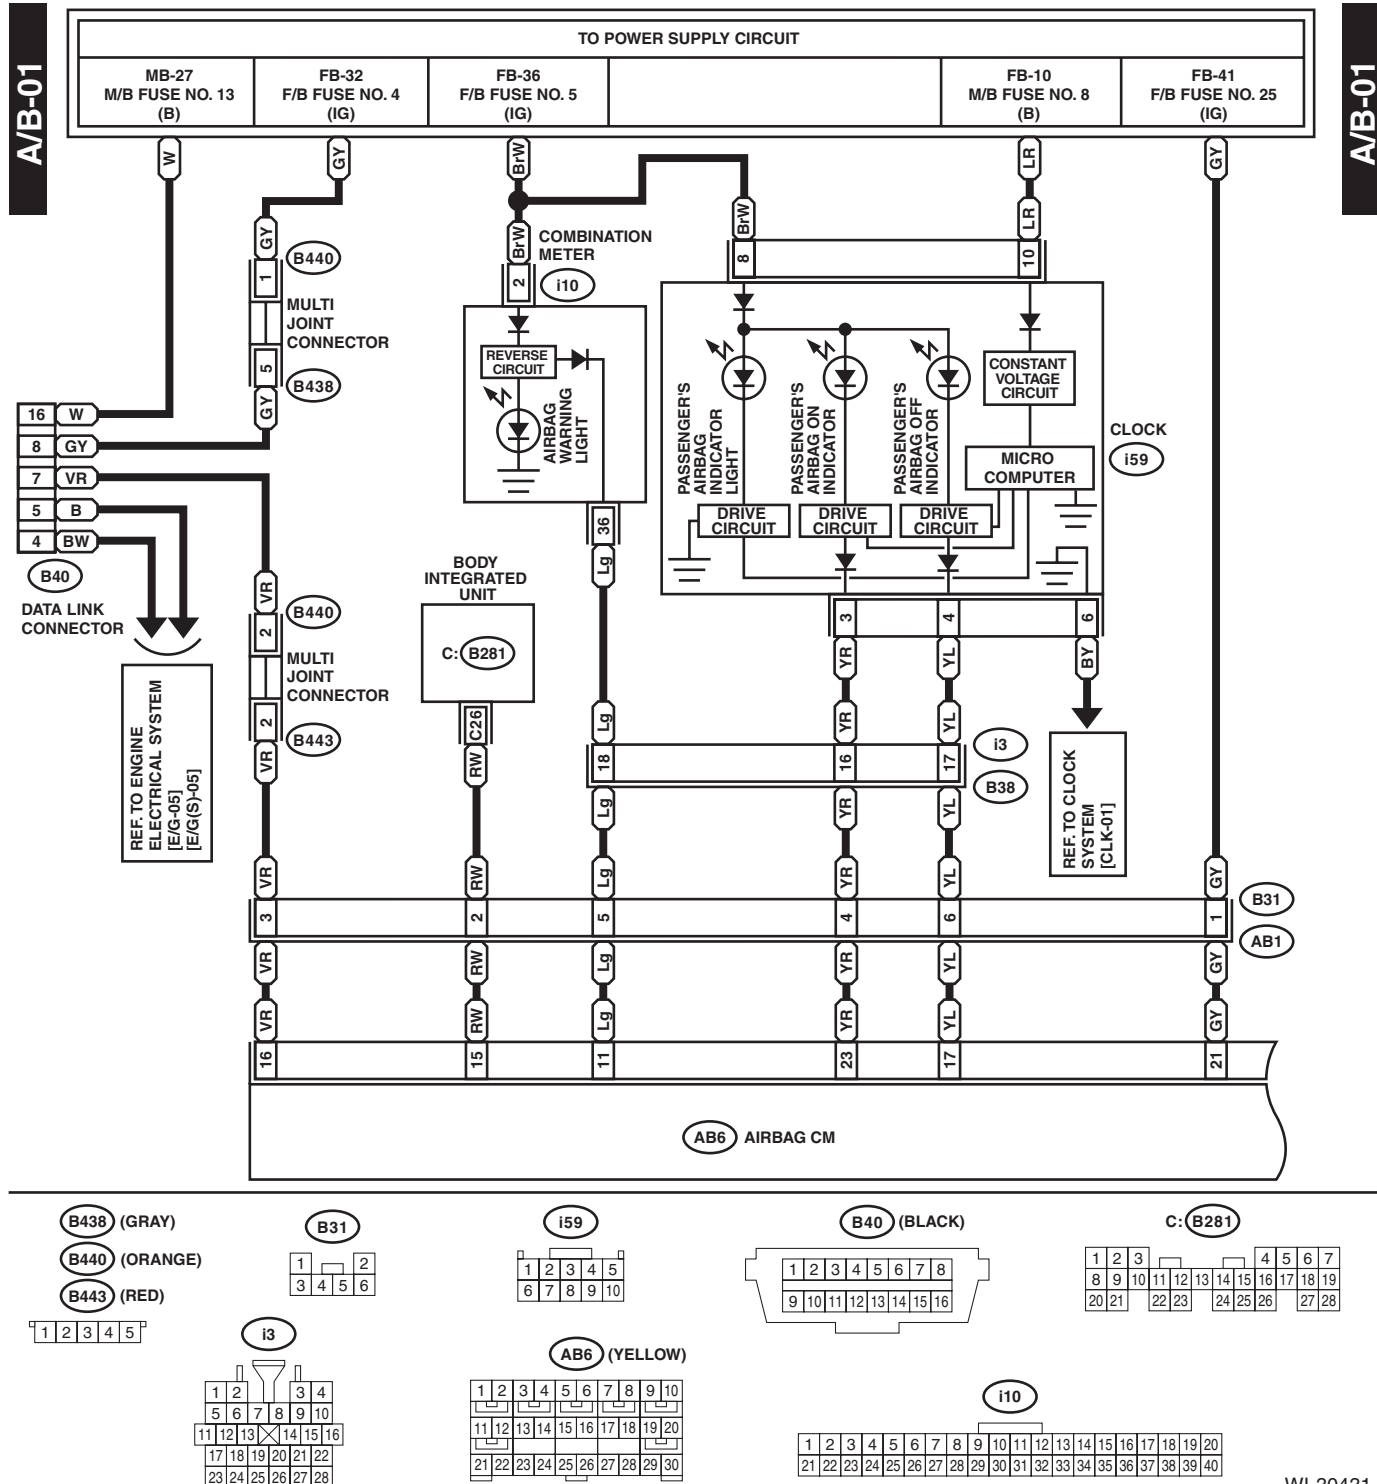 A/B-01
A/B-01
TO POWER SUPPLY CIRCUIT
MB-27
M/B FUSE NO. 13
(B)
FB-32
F/B FUSE NO. 4
(IG)
FB-36
F/B FUSE NO. 5
(IG)
FB-10
M/B FUSE NO. 8
(B)
FB-41
F/B FUSE NO. 25
(IG)
W
GY
BrW
LR
GY
GY
B440
1
MULTI
JOINT
CONNECTOR
5
B438
GY
BrW
COMBINATION
METER
2
i10
REVERSE
CIRCUIT
AIRBAG
WARNING
LIGHT
36
Lg
BrW
LR
8
10
PASSENGER'S
AIRBAG
INDICATOR
LIGHT
PASSENGER'S
AIRBAG ON
INDICATOR
PASSENGER'S
AIRBAG OFF
INDICATOR
CONSTANT
VOLTAGE
CIRCUIT
MICRO
COMPUTER
CLOCK
i59
DRIVE
CIRCUIT
DRIVE
CIRCUIT
DRIVE
CIRCUIT
16 W
8 GY
7 VR
5 B
4 BW
B40
DATA LINK
CONNECTOR
REF. TO ENGINE
ELECTRICAL SYSTEM
[E/G-05]
[E/G(S)-05]
VR
B440
2
MULTI
JOINT
CONNECTOR
2
B443
VR
BODY
INTEGRATED
UNIT
C: B281
C26
RW
3 4 6
YR YL BY
REF. TO CLOCK
SYSTEM
[CLK-01]
Lg YR YL
18 16 17
i3
B38
Lg YR YL
VR RW Lg YR YL GY
3 2 5 4 6 1
B31
AB1
VR RW Lg YR YL GY
VR RW Lg YR YL GY
16 15 11 23 17 21
AB6 AIRBAG CM
B438 (GRAY)
B440 (ORANGE)
B443 (RED)
1 2 3 4 5
B31
1 2
3 4 5 6
i59
1 2 3 4 5
6 7 8 9 10
B40 (BLACK)
1 2 3 4 5 6 7 8
9 10 11 12 13 14 15 16
C: B281
1 2 3 4 5 6 7
8 9 10 11 12 13 14 15 16 17 18 19
20 21 22 23 24 25 26 27 28
i3
1 2 3 4
5 6 7 8 9 10
11 12 13 14 15 16
17 18 19 20 21 22
23 24 25 26 27 28
AB6 (YELLOW)
1 2 3 4 5 6 7 8 9 10
11 12 13 14 15 16 17 18 19 20
21 22 23 24 25 26 27 28 29 30
i10
1 2 3 4 5 6 7 8 9 10 11 12 13 14 15 16 17 18 19 20
21 22 23 24 25 26 27 28 29 30 31 32 33 34 35 36 37 38 39 40